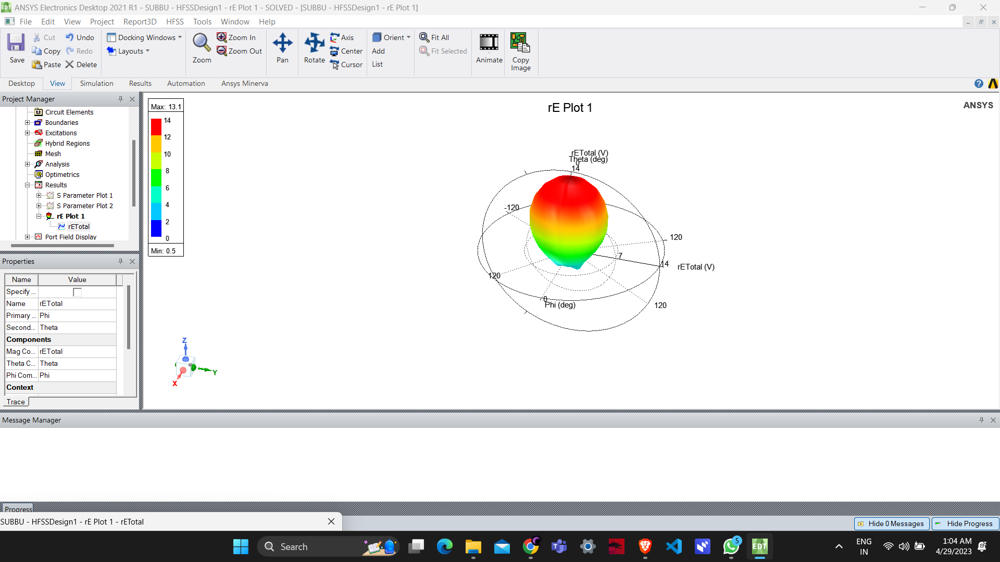 ANSYS Electronics Desktop 2021 R1 - SUBBU - HFSSDesign1 - rE Plot 1 - SOLVED - [SUBBU - HFSSDesign1 - rE Plot 1]
File Edit View Project Report3D HFSS Tools Window Help
Save
Cut
Copy
Paste
Undo
Redo
Delete
Docking Windows
Layouts
Zoom
Zoom In
Zoom Out
Pan
Rotate
Axis
Center
Cursor
Orient
Add
List
Fit All
Fit Selected
Animate
Copy
Image
Desktop View Simulation Results Automation Ansys Minerva
Project Manager
Circuit Elements
Boundaries
Excitations
Hybrid Regions
Mesh
Analysis
Optimetrics
Results
S Parameter Plot 1
S Parameter Plot 2
rE Plot 1
rETotal
Port Field Display
Properties
Name Value
Specify ...
Name rETotal
Primary ... Phi
Second... Theta
Components
Mag Co... rETotal
Theta C... Theta
Phi Com... Phi
Context
Trace
Max: 13.1
14
12
10
8
6
4
2
0
Min: 0.5
rE Plot 1
ANSYS
rETotal (V)
Theta (deg)
0
14
-120
120
7
14
rETotal (V)
120
0
Phi (deg)
120
Z
Y
X
Message Manager
Progress
SUBBU - HFSSDesign1 - rE Plot 1 - rETotal
Hide 0 Messages
Hide Progress
Search
5
EDT
ENG
IN
1:04 AM
4/29/2023